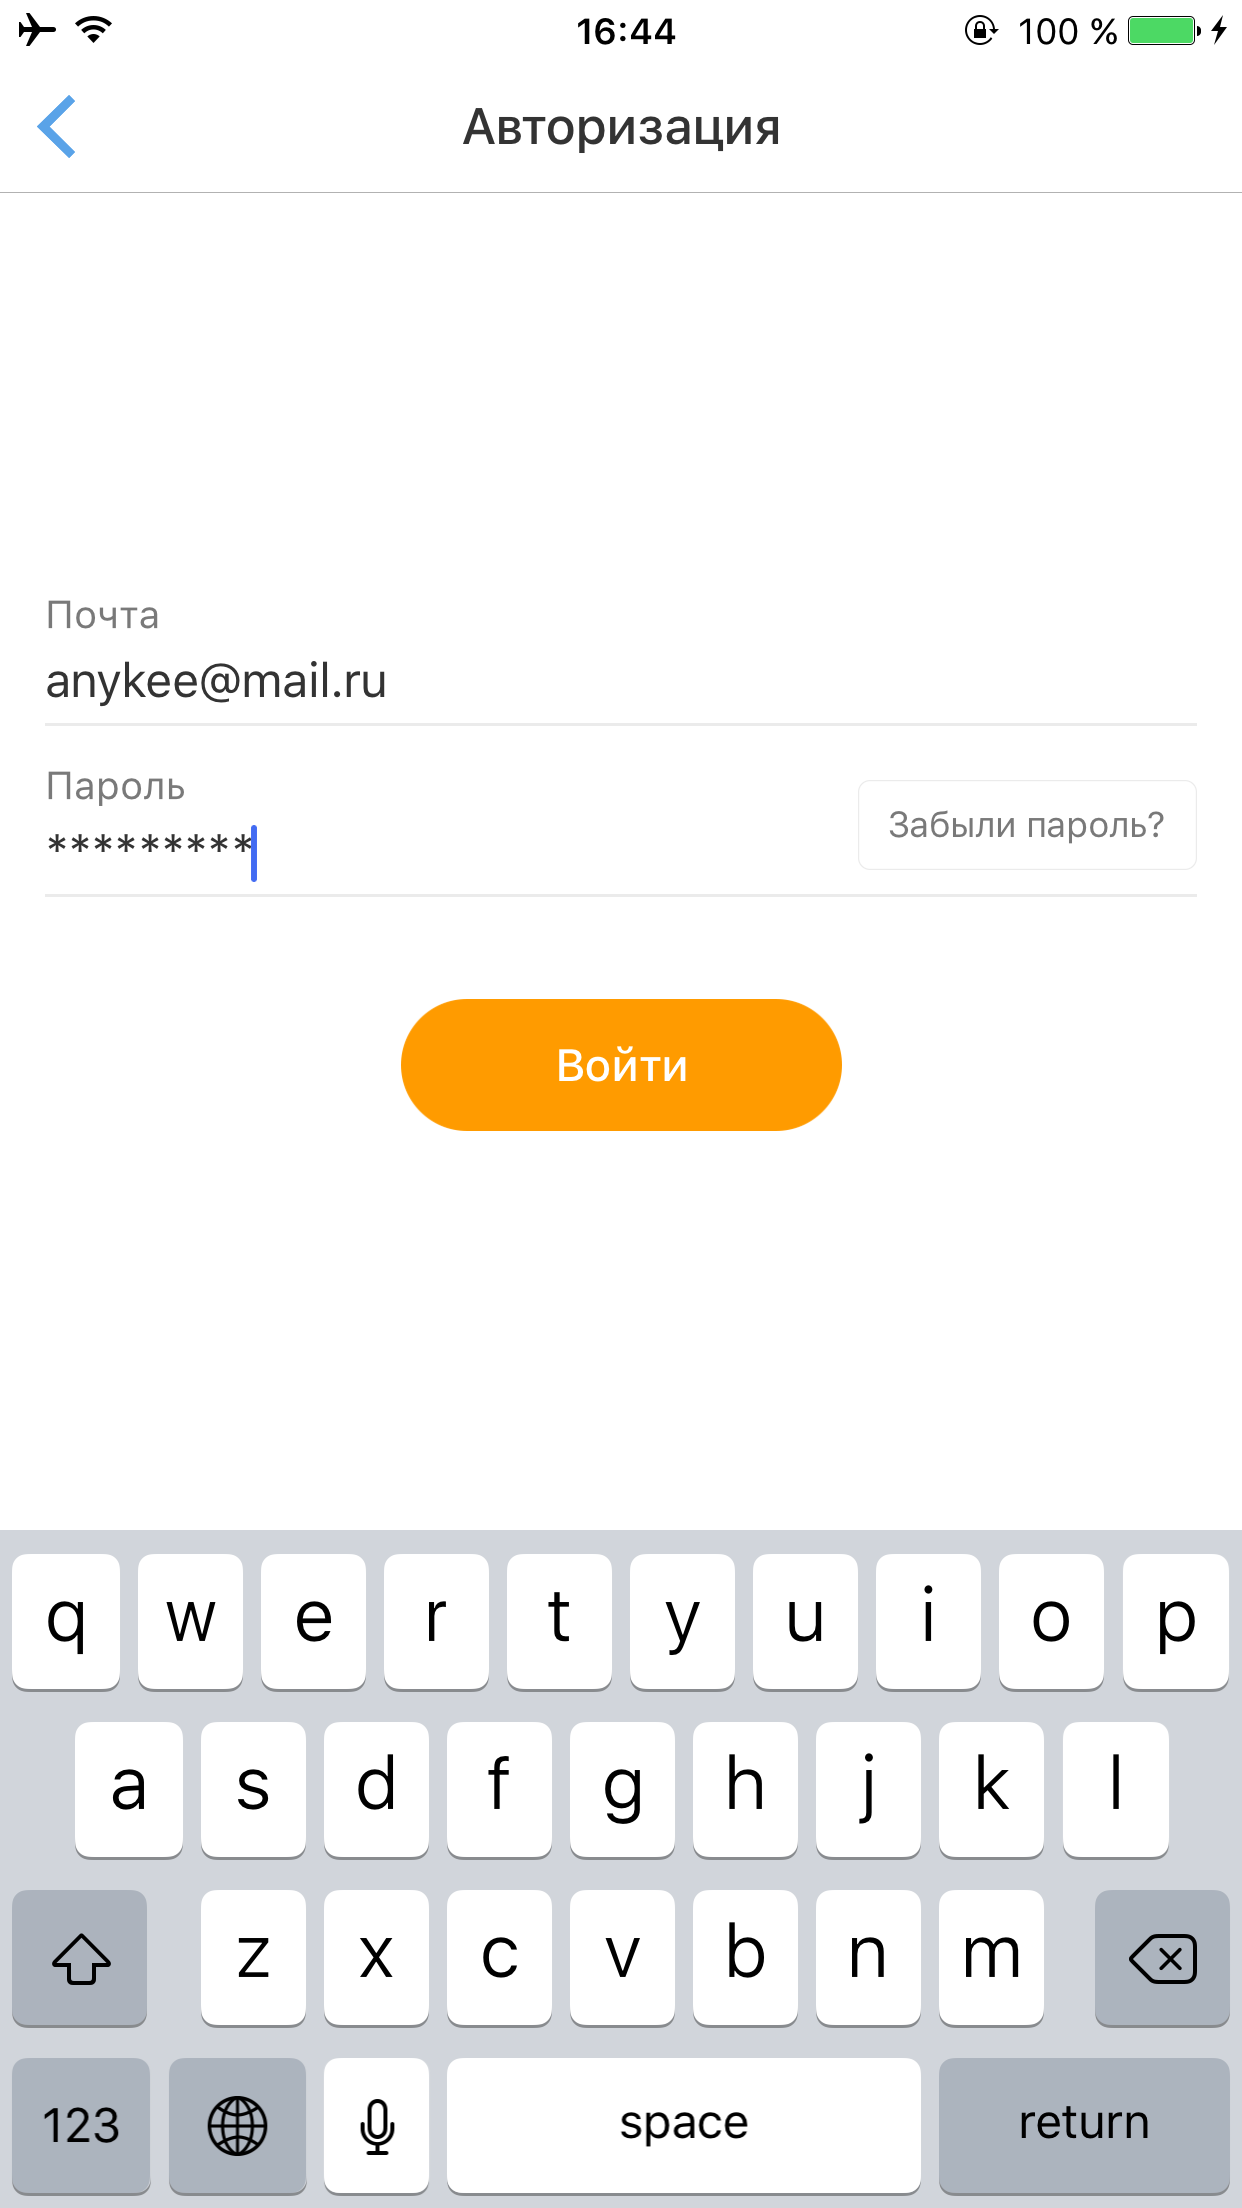 16:44
100 %
Авторизация
Почта
anykee@mail.ru
Пароль
*********
Забыли пароль?
Войти
q w e r t y u i o p
a s d f g h j k l
z x c v b n m
123 space return